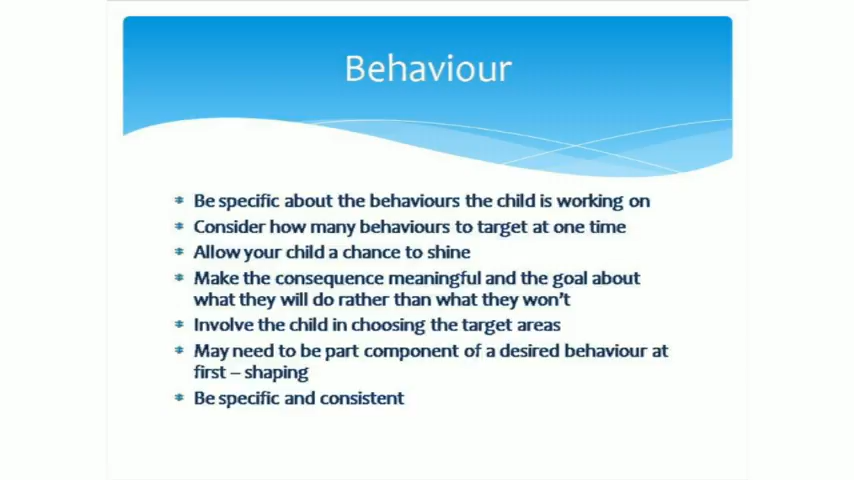 Behaviour
Be specific about the behaviours the child is working on
Consider how many behaviours to target at one time
Allow your child a chance to shine
Make the consequence meaningful and the goal about
what they will do rather than what they won't
Involve the child in choosing the target areas
May need to be part component of a desired behaviour at
first – shaping
Be specific and consistent